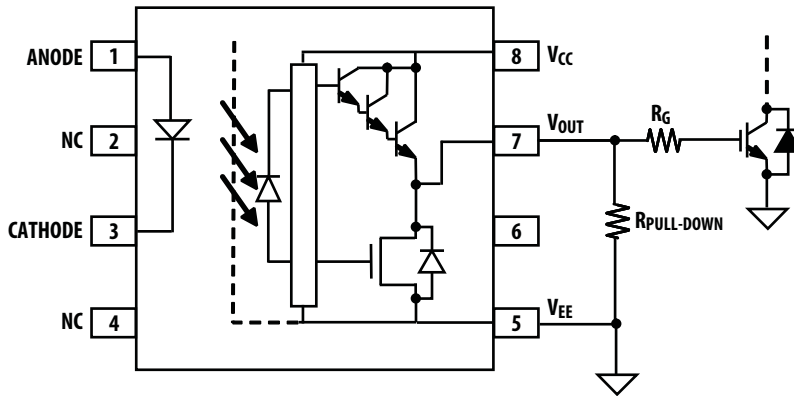 ANODE 1
NC 2
CATHODE 3
NC 4
8 VCC
7 VOUT
6
5 VEE
RG
RPULL-DOWN